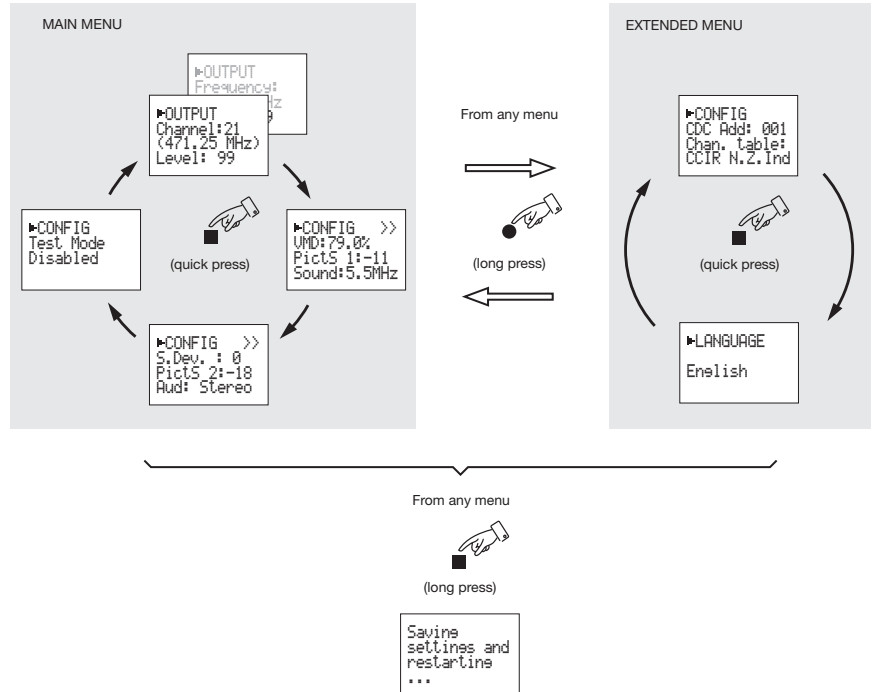 MAIN MENU
EXTENDED MENU
▶OUTPUT
Frequency:
Hz
9
▶OUTPUT
Channel:21
(471.25 MHz)
Level: 99
▶CONFIG
Test Mode
Disabled
(quick press)
▶CONFIG >>
VMD:79.0%
PictS 1:-11
Sound:5.5MHz
▶CONFIG >>
S.Dev. : 0
PictS 2:-18
Aud: Stereo
From any menu
(long press)
▶CONFIG
CDC Add: 001
Chan. table:
CCIR N.Z.Ind
(quick press)
▶LANGUAGE
English
From any menu
(long press)
Saving
settings and
restarting
...